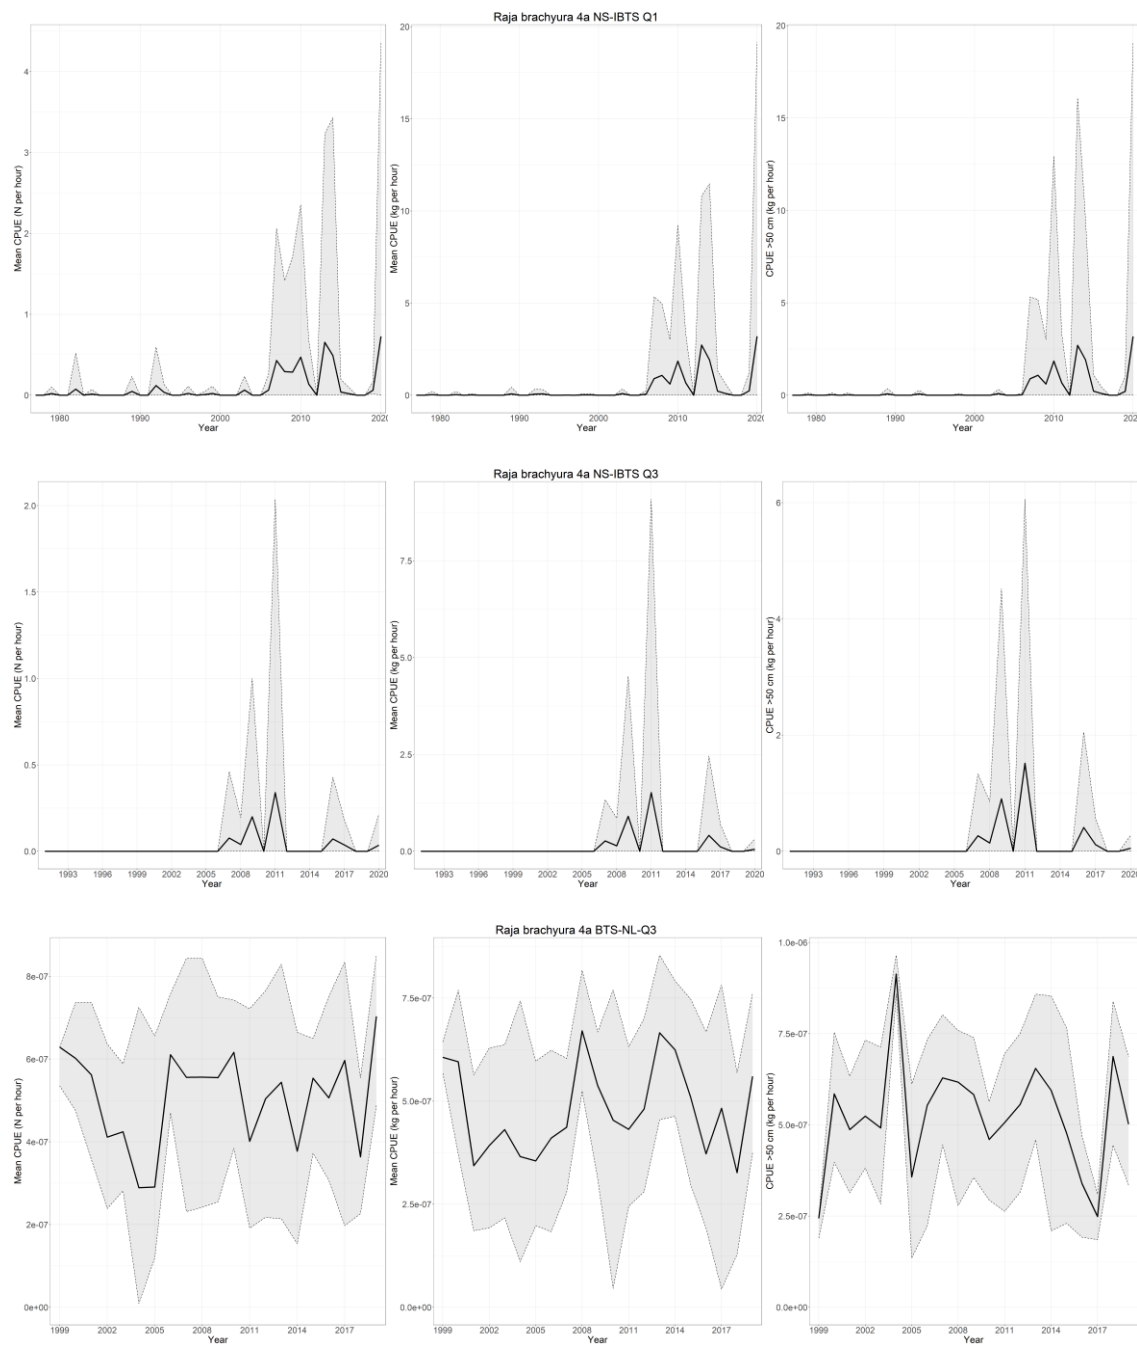 Raja brachyura 4a NS-IBTS Q1
Mean CPUE (N per hour)
4
3
2
1
0
1980 1990 2000 2010 2020
Year
Mean CPUE (kg per hour)
20
15
10
5
0
1980 1990 2000 2010 2020
Year
CPUE >50 cm (kg per hour)
20
15
10
5
0
1980 1990 2000 2010 202
Year
Raja brachyura 4a NS-IBTS Q3
Mean CPUE (N per hour)
2.0
1.5
1.0
0.5
0.0
1993 1996 1999 2002 2005 2008 2011 2014 2017 2020
Year
Mean CPUE (kg per hour)
7.5
5.0
2.5
0.0
1993 1996 1999 2002 2005 2008 2011 2014 2017 2020
Year
CPUE >50 cm (kg per hour)
6
4
2
0
1993 1996 1999 2002 2005 2008 2011 2014 2017 2020
Year
Raja brachyura 4a BTS-NL-Q3
Mean CPUE (N per hour)
8e-07
6e-07
4e-07
2e-07
0e+00
1999 2002 2005 2008 2011 2014 2017
Year
Mean CPUE (kg per hour)
7.5e-07
5.0e-07
2.5e-07
0.0e+00
1999 2002 2005 2008 2011 2014 2017
Year
CPUE >50 cm (kg per hour)
1.0e-06
7.5e-07
5.0e-07
2.5e-07
0.0e+00
1999 2002 2005 2008 2011 2014 2017
Year